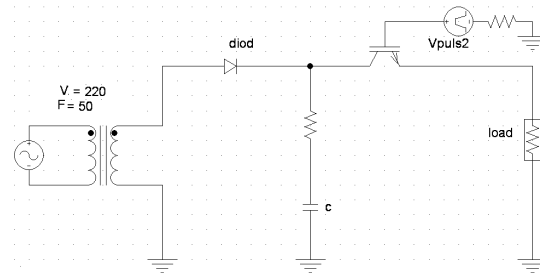 Vpuls2
diod
V. = 220
F = 50
load
c